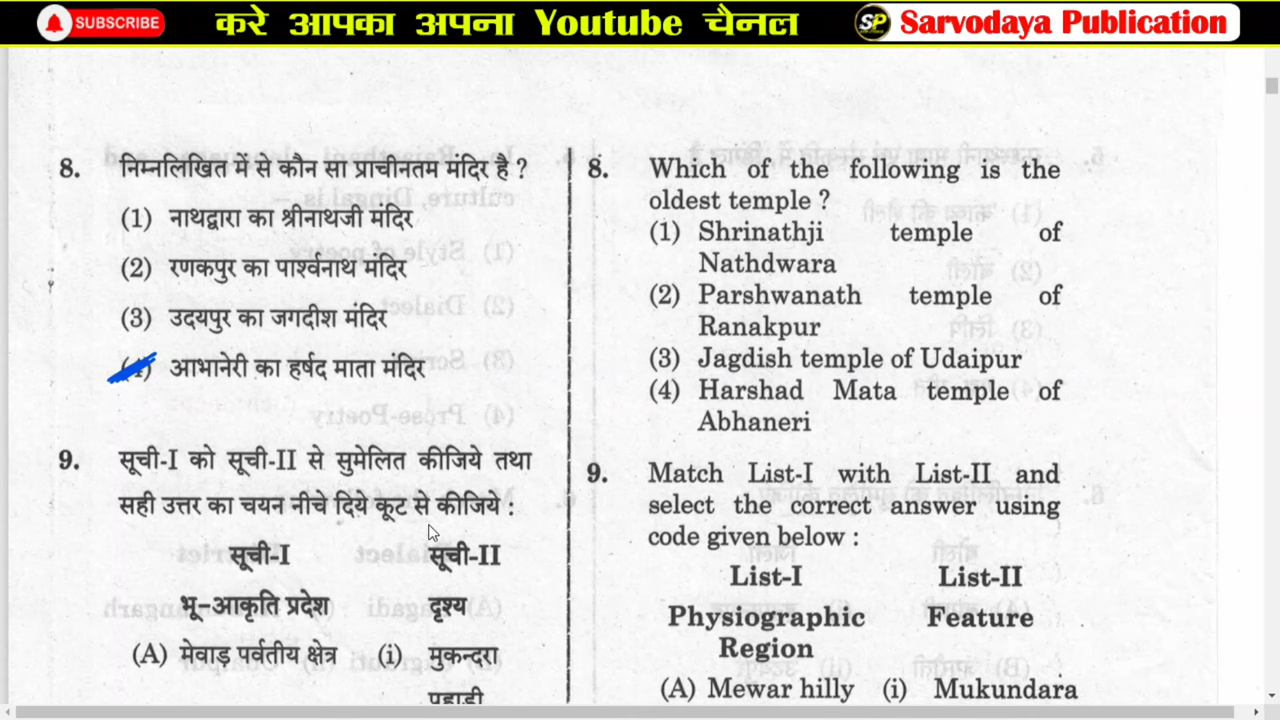 SUBSCRIBE
करे आपका अपना Youtube चैनल
SP
Sarvodaya Publication
8. निम्नलिखित में से कौन सा प्राचीनतम मंदिर है ?
(1) नाथद्वारा का श्रीनाथजी मंदिर
(2) रणकपुर का पार्श्वनाथ मंदिर
(3) उदयपुर का जगदीश मंदिर
(4) आभानेरी का हर्षद माता मंदिर
9. सूची-I को सूची-II से सुमेलित कीजिये तथा
सही उत्तर का चयन नीचे दिये कूट से कीजिये :
सूची-I सूची-II
भू-आकृति प्रदेश दृश्य
(A) मेवाड़ पर्वतीय क्षेत्र (i) मुकन्दरा
पहाड़ी
8. Which of the following is the
oldest temple ?
(1) Shrinathji temple of
Nathdwara
(2) Parshwanath temple of
Ranakpur
(3) Jagdish temple of Udaipur
(4) Harshad Mata temple of
Abhaneri
9. Match List-I with List-II and
select the correct answer using
code given below :
List-I List-II
Physiographic Feature
Region
(A) Mewar hilly (i) Mukundara